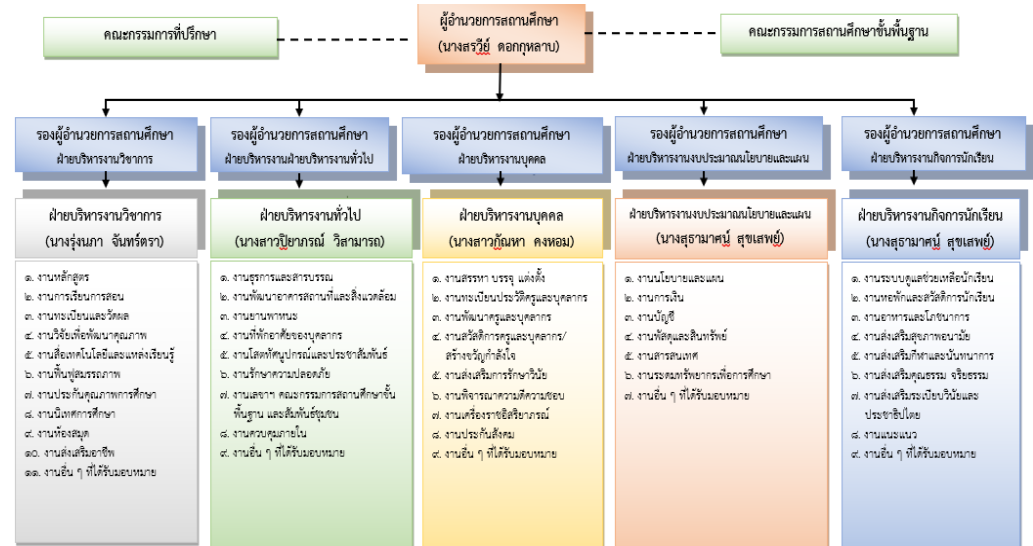 ผู้อำนวยการสถานศึกษา
(นางสรวีย์ ดอกกุหลาบ)
คณะกรรมการที่ปรึกษา
คณะกรรมการสถานศึกษาขั้นพื้นฐาน
รองผู้อำนวยการสถานศึกษา
ฝ่ายบริหารงานวิชาการ
รองผู้อำนวยการสถานศึกษา
ฝ่ายบริหารงานฝ่ายบริหารงานทั่วไป
รองผู้อำนวยการสถานศึกษา
ฝ่ายบริหารงานบุคคล
รองผู้อำนวยการสถานศึกษา
ฝ่ายบริหารงานงบประมาณนโยบายและแผน
รองผู้อำนวยการสถานศึกษา
ฝ่ายบริหารงานกิจการนักเรียน
ฝ่ายบริหารงานวิชาการ
(นางรุ่งนภา จันทร์ตรา)
๑. งานหลักสูตร
๒. งานการเรียนการสอน
๓. งานทะเบียนและวัดผล
๔. งานวิจัยเพื่อพัฒนาคุณภาพ
๕. งานสื่อเทคโนโลยีและแหล่งเรียนรู้
๖. งานฟื้นฟูสมรรถภาพ
๗. งานประกันคุณภาพการศึกษา
๘. งานนิเทศการศึกษา
๙. งานห้องสมุด
๑๐. งานส่งเสริมอาชีพ
๑๑. งานอื่น ๆ ที่ได้รับมอบหมาย
ฝ่ายบริหารงานทั่วไป
(นางสาวปิยาภรณ์ วิสามารถ)
๑. งานธุรการและสารบรรณ
๒. งานพัฒนาอาคารสถานที่และสิ่งแวดล้อม
๓. งานยานพาหนะ
๔. งานที่พักอาศัยของบุคลากร
๕. งานโสตทัศนูปกรณ์และประชาสัมพันธ์
๖. งานรักษาความปลอดภัย
๗. งานเลขาฯ คณะกรรมการสถานศึกษาขั้น
พื้นฐาน และสัมพันธ์ชุมชน
๘. งานควบคุมภายใน
๙. งานอื่น ๆ ที่ได้รับมอบหมาย
ฝ่ายบริหารงานบุคคล
(นางสาวกัณหา คงหอม)
๑. งานสรรหา บรรจุ แต่งตั้ง
๒. งานทะเบียนประวัติครูและบุคลากร
๓. งานพัฒนาครูและบุคลากร
๔. งานสวัสดิการครูและบุคลากร/
สร้างขวัญกำลังใจ
๕. งานส่งเสริมการรักษาวินัย
๖. งานพิจารณาความดีความชอบ
๗. งานเครื่องราชอิสริยาภรณ์
๘. งานประกันสังคม
๙. งานอื่น ๆ ที่ได้รับมอบหมาย
ฝ่ายบริหารงานงบประมาณนโยบายและแผน
(นางสุธามาศน์ สุขเสพย์)
๑. งานนโยบายและแผน
๒. งานการเงิน
๓. งานบัญชี
๔. งานพัสดุและสินทรัพย์
๕. งานสารสนเทศ
๖. งานระดมทรัพยากรเพื่อการศึกษา
๗. งานอื่น ๆ ที่ได้รับมอบหมาย
ฝ่ายบริหารงานกิจการนักเรียน
(นางสุธามาศน์ สุขเสพย์)
๑. งานระบบดูแลช่วยเหลือนักเรียน
๒. งานหอพักและสวัสดิการนักเรียน
๓. งานอาหารและโภชนาการ
๔. งานส่งเสริมสุขภาพอนามัย
๕. งานส่งเสริมกีฬาและนันทนาการ
๖. งานส่งเสริมคุณธรรม จริยธรรม
๗. งานส่งเสริมระเบียบวินัยและ
ประชาธิปไตย
๘. งานแนะแนว
๙. งานอื่น ๆ ที่ได้รับมอบหมาย